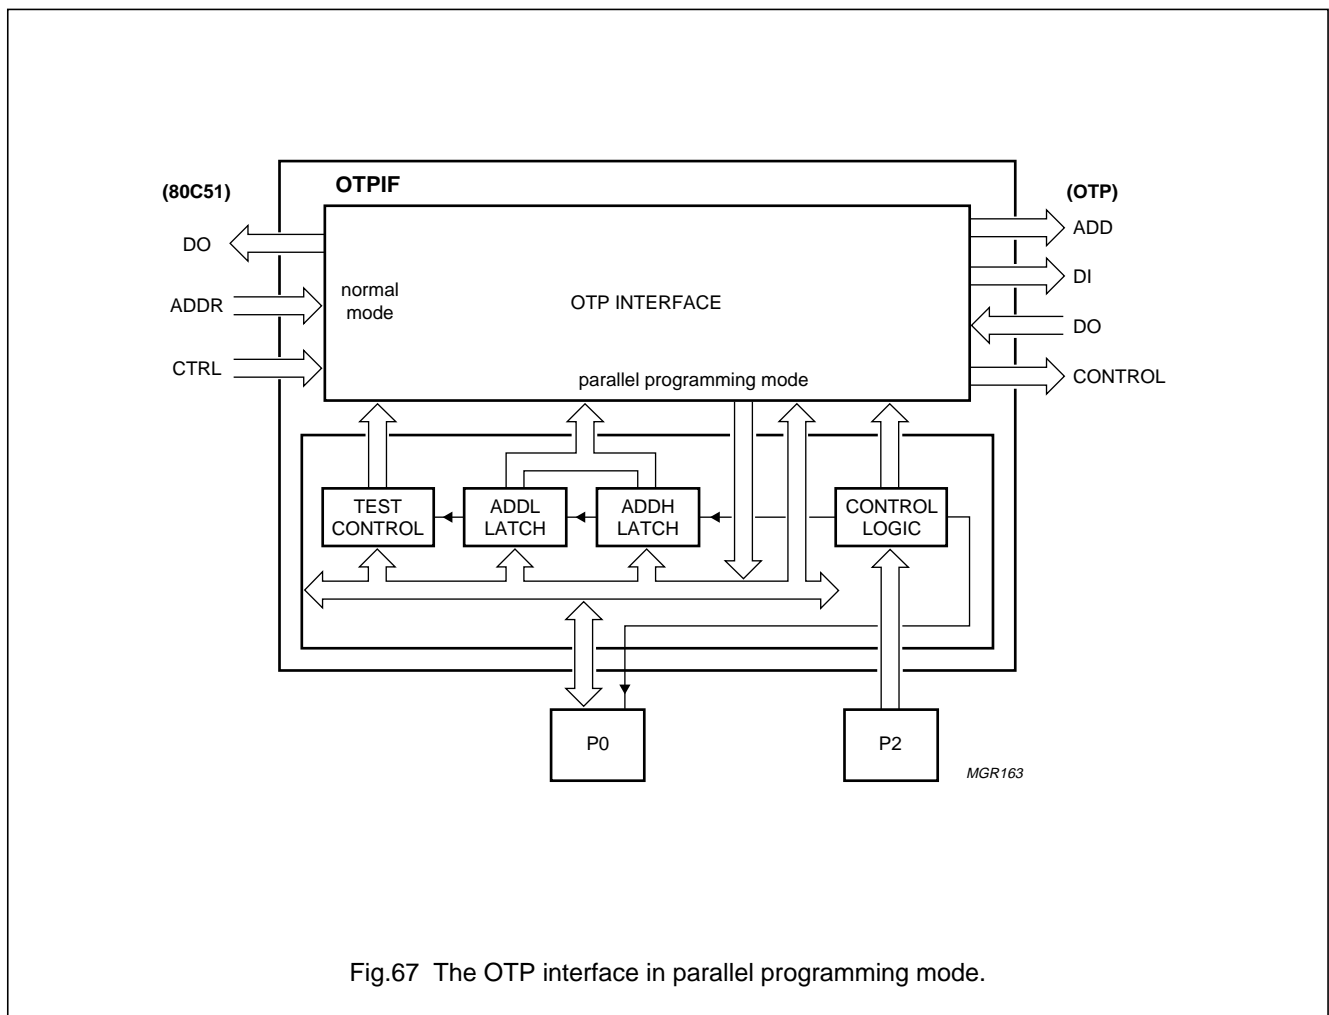 OTPIF
(80C51)
(OTP)
DO
ADDR
CTRL
normal
mode
OTP INTERFACE
parallel programming mode
ADD
DI
DO
CONTROL
TEST
CONTROL
ADDL
LATCH
ADDH
LATCH
CONTROL
LOGIC
P0
P2
MGR163
Fig.67 The OTP interface in parallel programming mode.